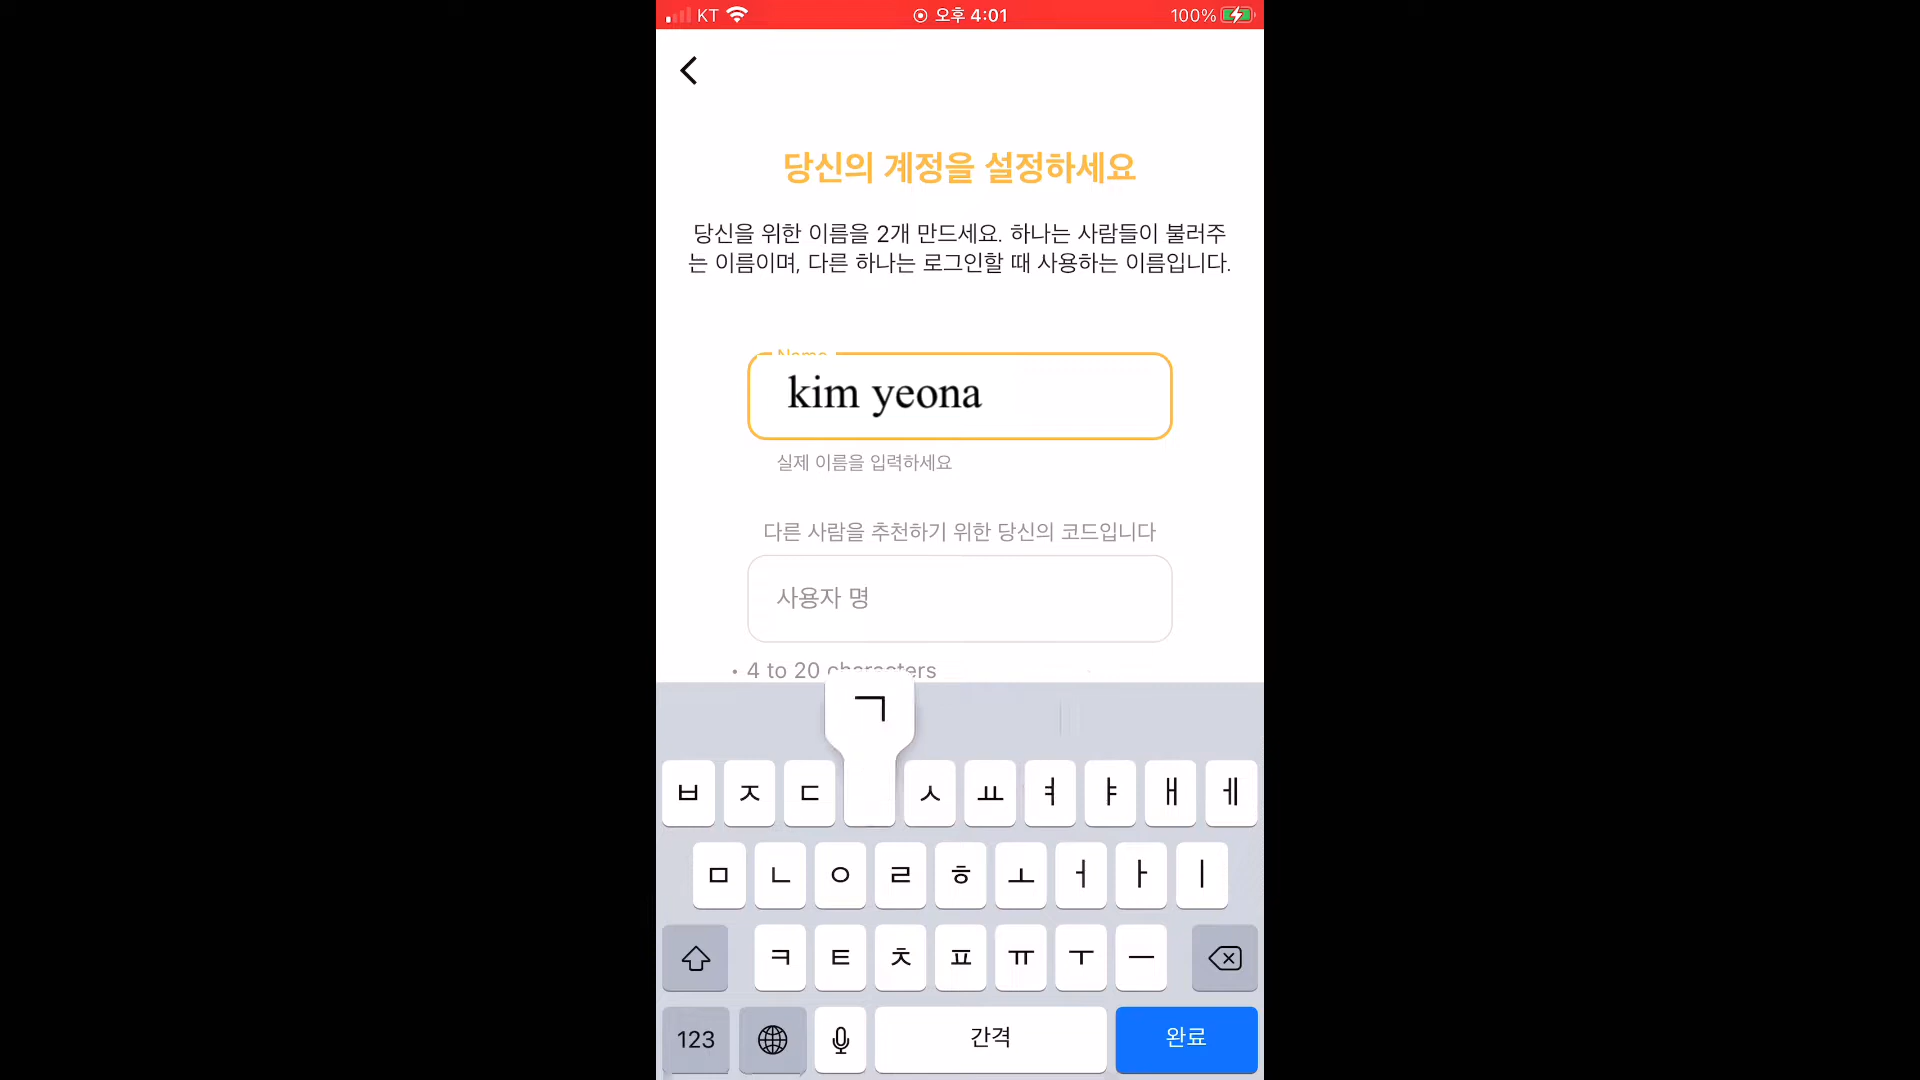 KT 오후 4:01 100%
당신의 계정을 설정하세요
당신을 위한 이름을 2개 만드세요. 하나는 사람들이 불러주
는 이름이며, 다른 하나는 로그인할 때 사용하는 이름입니다.
Name
kim yeona
실제 이름을 입력하세요
다른 사람을 추천하기 위한 당신의 코드입니다
사용자 명
• 4 to 20 characters
ㄱ
ㅂ ㅈ ㄷ ㅅ ㅛ ㅕ ㅑ ㅐ ㅔ
ㅁ ㄴ ㅇ ㄹ ㅎ ㅗ ㅓ ㅏ ㅣ
ㅋ ㅌ ㅊ ㅍ ㅠ ㅜ ㅡ
123 간격 완료